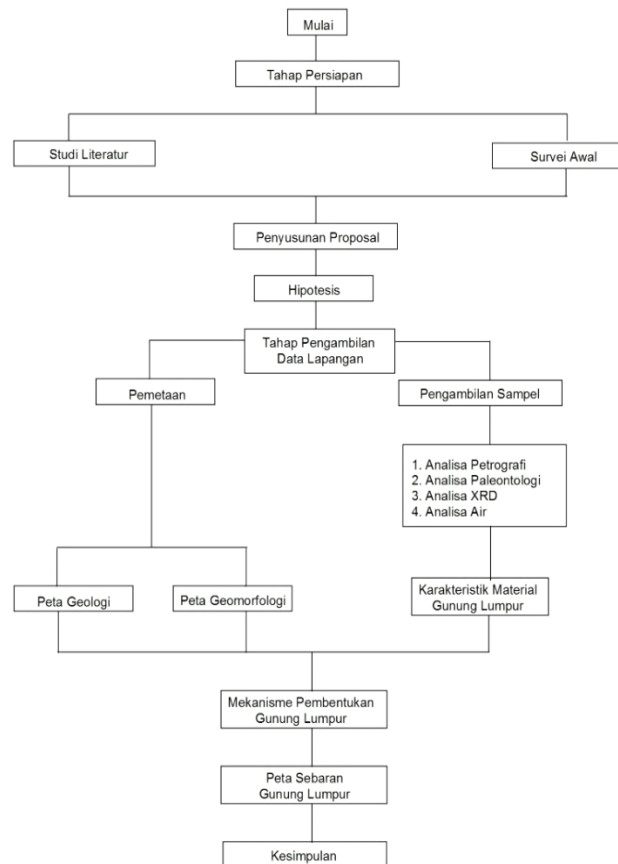 Mulai
Tahap Persiapan
Studi Literatur
Survei Awal
Penyusunan Proposal
Hipotesis
Tahap Pengambilan
Data Lapangan
Pemetaan
Pengambilan Sampel
1. Analisa Petrografi
2. Analisa Paleontologi
3. Analisa XRD
4. Analisa Air
Peta Geologi
Peta Geomorfologi
Karakteristik Material
Gunung Lumpur
Mekanisme Pembentukan
Gunung Lumpur
Peta Sebaran
Gunung Lumpur
Kesimpulan